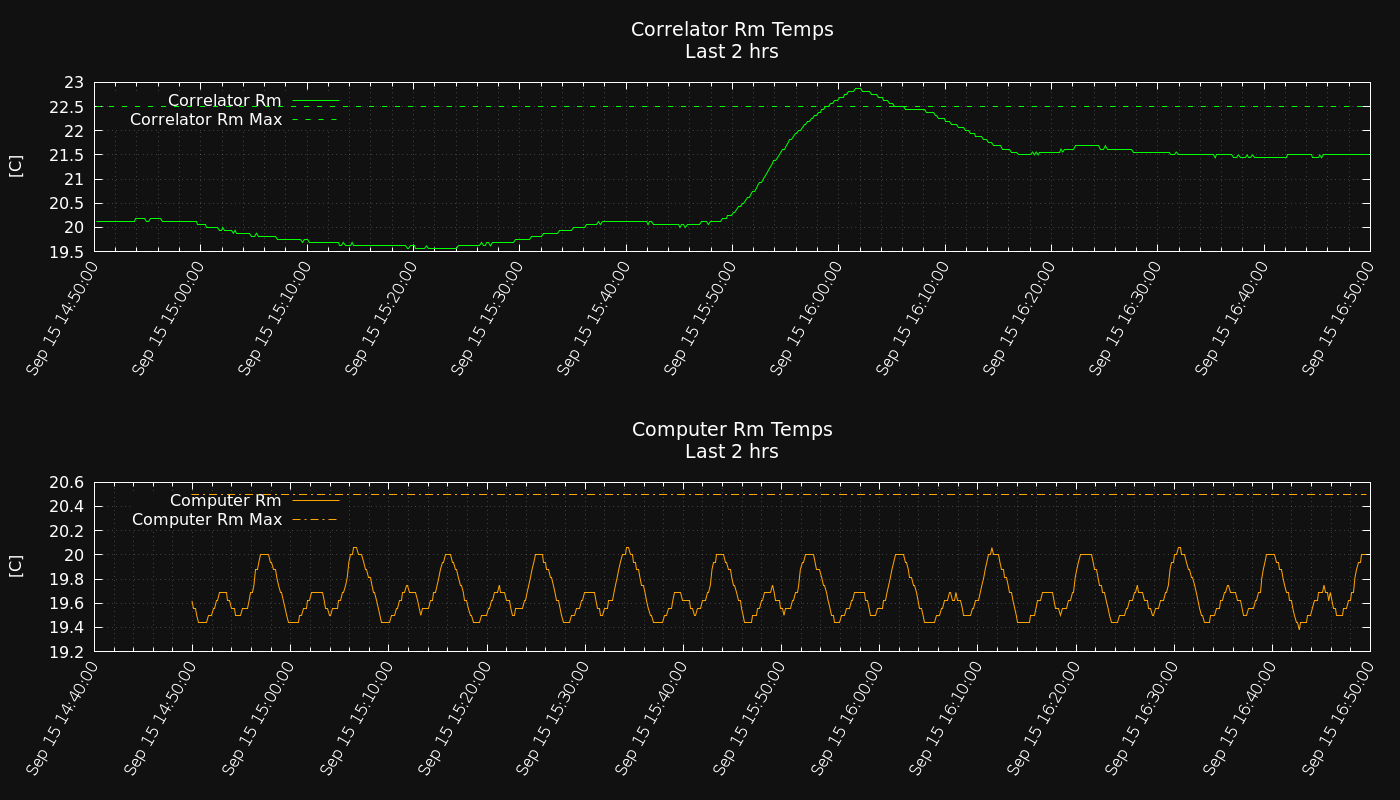 Correlator Rm Temps
Last 2 hrs
23
22.5
22
21.5
21
20.5
20
19.5
[C]
Correlator Rm
Correlator Rm Max
Sep 15 14:50:00
Sep 15 15:00:00
Sep 15 15:10:00
Sep 15 15:20:00
Sep 15 15:30:00
Sep 15 15:40:00
Sep 15 15:50:00
Sep 15 16:00:00
Sep 15 16:10:00
Sep 15 16:20:00
Sep 15 16:30:00
Sep 15 16:40:00
Sep 15 16:50:00
Computer Rm Temps
Last 2 hrs
20.6
20.4
20.2
20
19.8
19.6
19.4
19.2
[C]
Computer Rm
Computer Rm Max
Sep 15 14:40:00
Sep 15 14:50:00
Sep 15 15:00:00
Sep 15 15:10:00
Sep 15 15:20:00
Sep 15 15:30:00
Sep 15 15:40:00
Sep 15 15:50:00
Sep 15 16:00:00
Sep 15 16:10:00
Sep 15 16:20:00
Sep 15 16:30:00
Sep 15 16:40:00
Sep 15 16:50:00